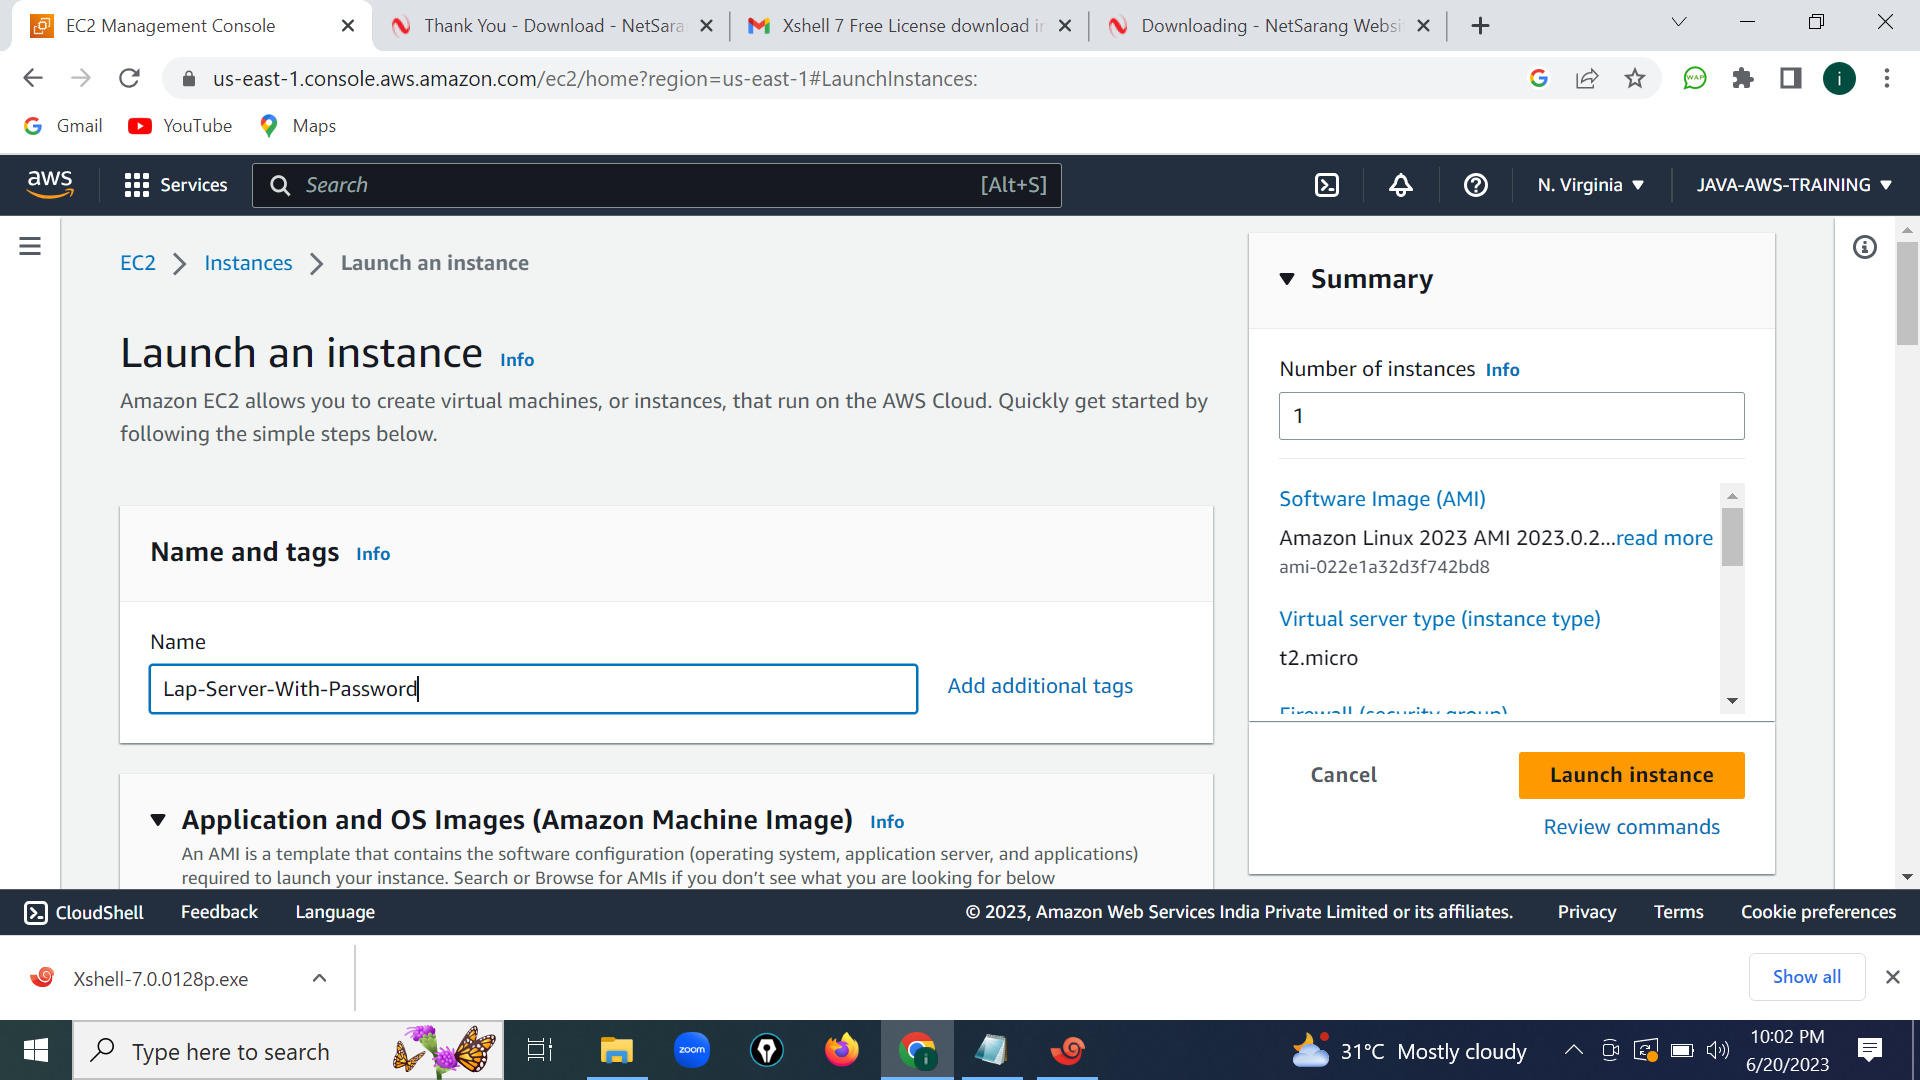 EC2 Management Console
Thank You - Download - NetSara
Xshell 7 Free License download in
Downloading - NetSarang Websi
us-east-1.console.aws.amazon.com/ec2/home?region=us-east-1#LaunchInstances:
WAP
i
Gmail
YouTube
Maps
aws
Services
Search
[Alt+S]
N. Virginia
JAVA-AWS-TRAINING
EC2
Instances
Launch an instance
Launch an instance Info
Amazon EC2 allows you to create virtual machines, or instances, that run on the AWS Cloud. Quickly get started by
following the simple steps below.
Name and tags Info
Name
Lap-Server-With-Password
Add additional tags
Application and OS Images (Amazon Machine Image) Info
An AMI is a template that contains the software configuration (operating system, application server, and applications)
required to launch your instance. Search or Browse for AMIs if you don't see what you are looking for below
Summary
Number of instances Info
1
Software Image (AMI)
Amazon Linux 2023 AMI 2023.0.2...read more
ami-022e1a32d3f742bd8
Virtual server type (instance type)
t2.micro
Firewall (security group)
Cancel
Launch instance
Review commands
CloudShell
Feedback
Language
© 2023, Amazon Web Services India Private Limited or its affiliates.
Privacy
Terms
Cookie preferences
Xshell-7.0.0128p.exe
Show all
Type here to search
zoom
i
31°C Mostly cloudy
10:02 PM
6/20/2023